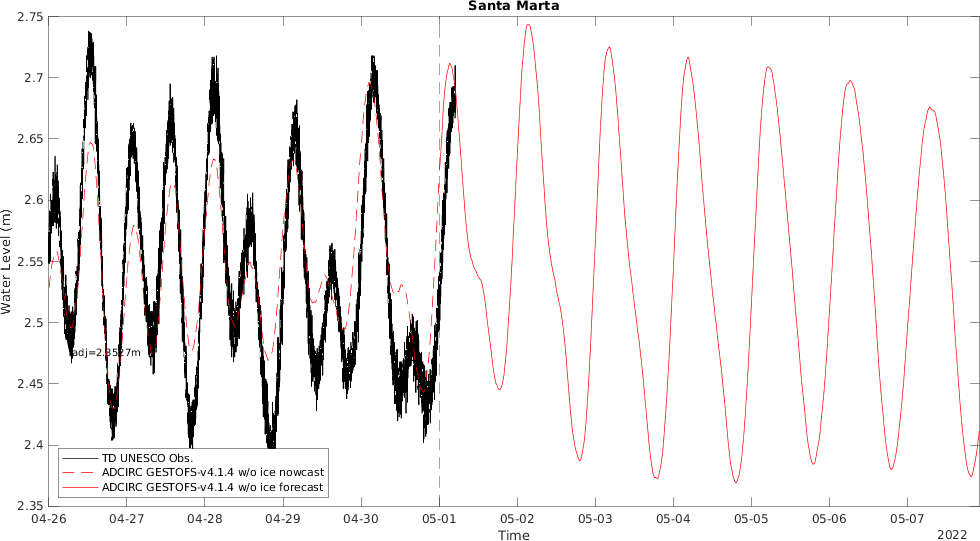 Santa Marta
2.75
2.7
2.65
2.6
2.55
2.5
2.45
2.4
2.35
Water Level (m)
adj=2.3527m
TD UNESCO Obs.
ADCIRC GESTOFS-v4.1.4 w/o ice nowcast
ADCIRC GESTOFS-v4.1.4 w/o ice forecast
04-26 04-27 04-28 04-29 04-30 05-01 05-02 05-03 05-04 05-05 05-06 05-07
Time
2022